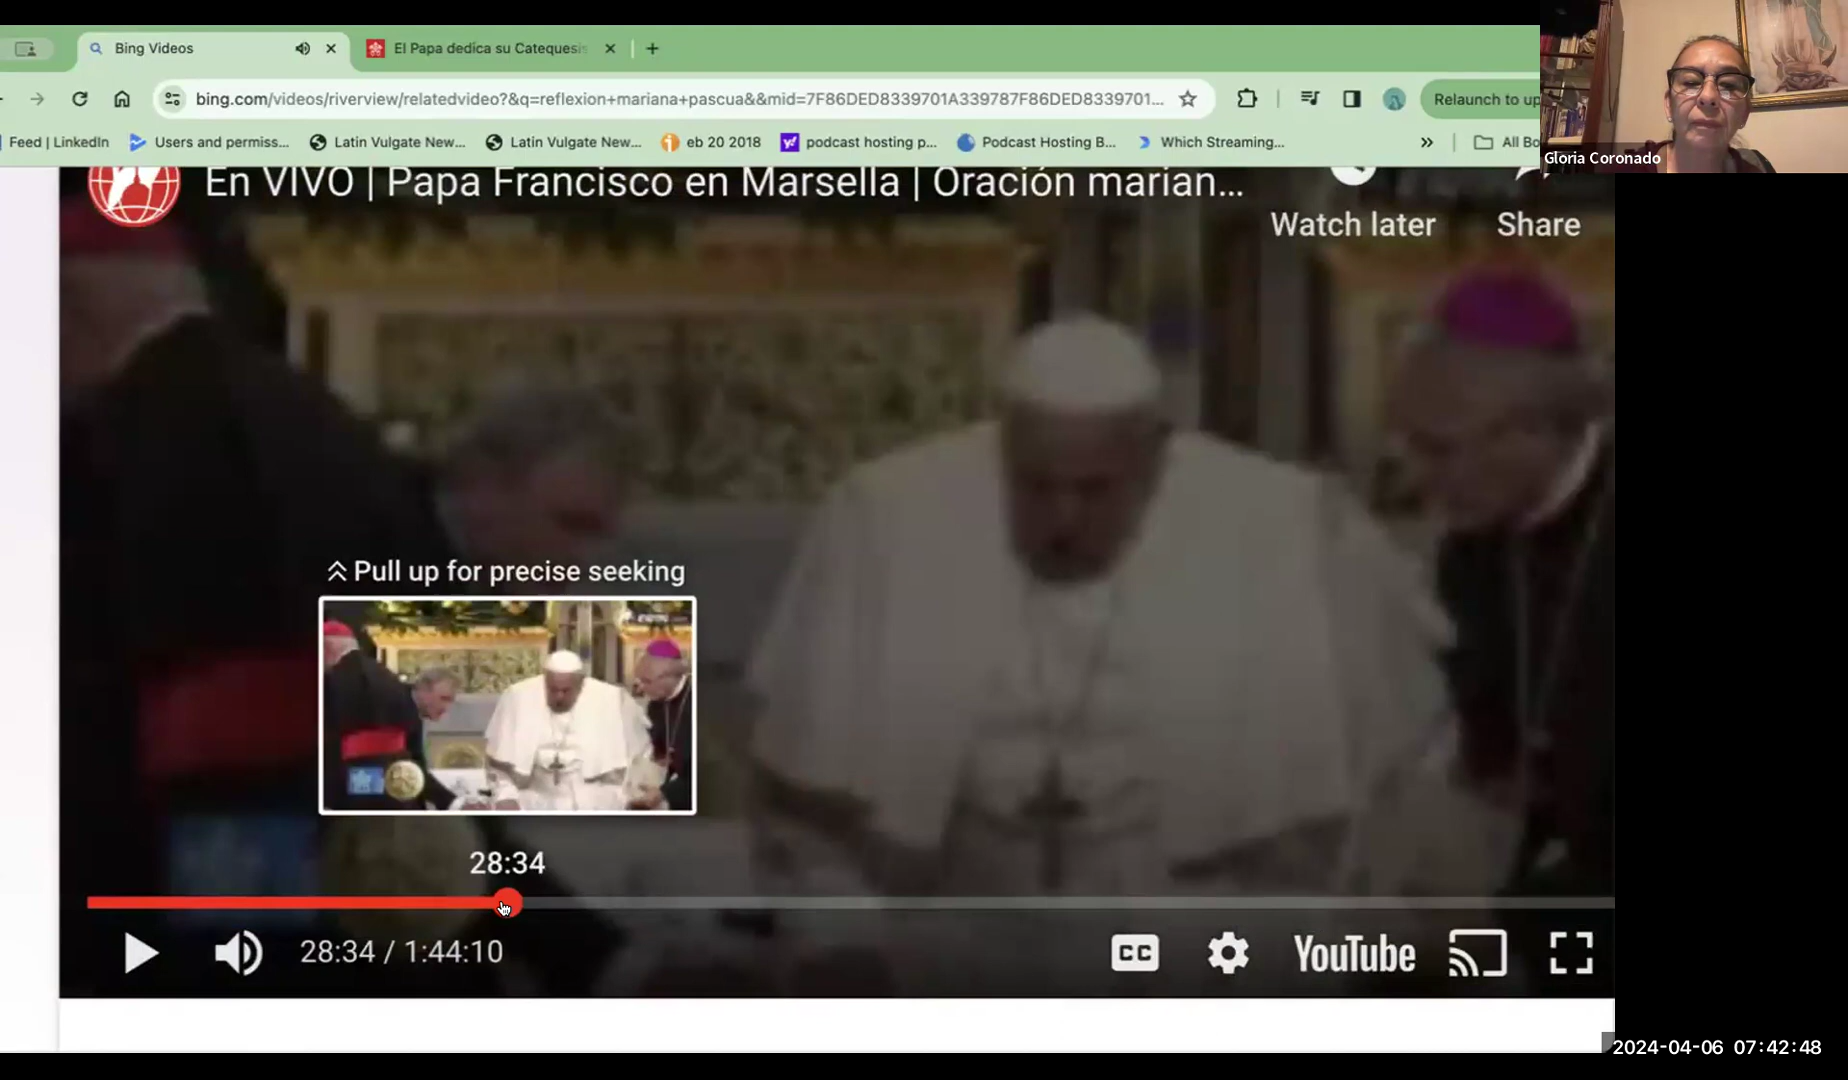 Bing Videos
El Papa dedica su Catequesi
bing.com/videos/riverview/relatedvideo?&q=reflexion+mariana+pascua&&mid=7F86DED8339701A339787F86DED8339701...
Relaunch to up
Feed | LinkedIn
Users and permiss...
Latin Vulgate New...
Latin Vulgate New...
eb 20 2018
podcast hosting p...
Podcast Hosting B...
Which Streaming...
»
All Bo
Gloria Coronado
En VIVO | Papa Francisco en Marsella | Oración marian...
Watch later
Share
Pull up for precise seeking
28:34
28:34 / 1:44:10
CC
YouTube
2024-04-06 07:42:48